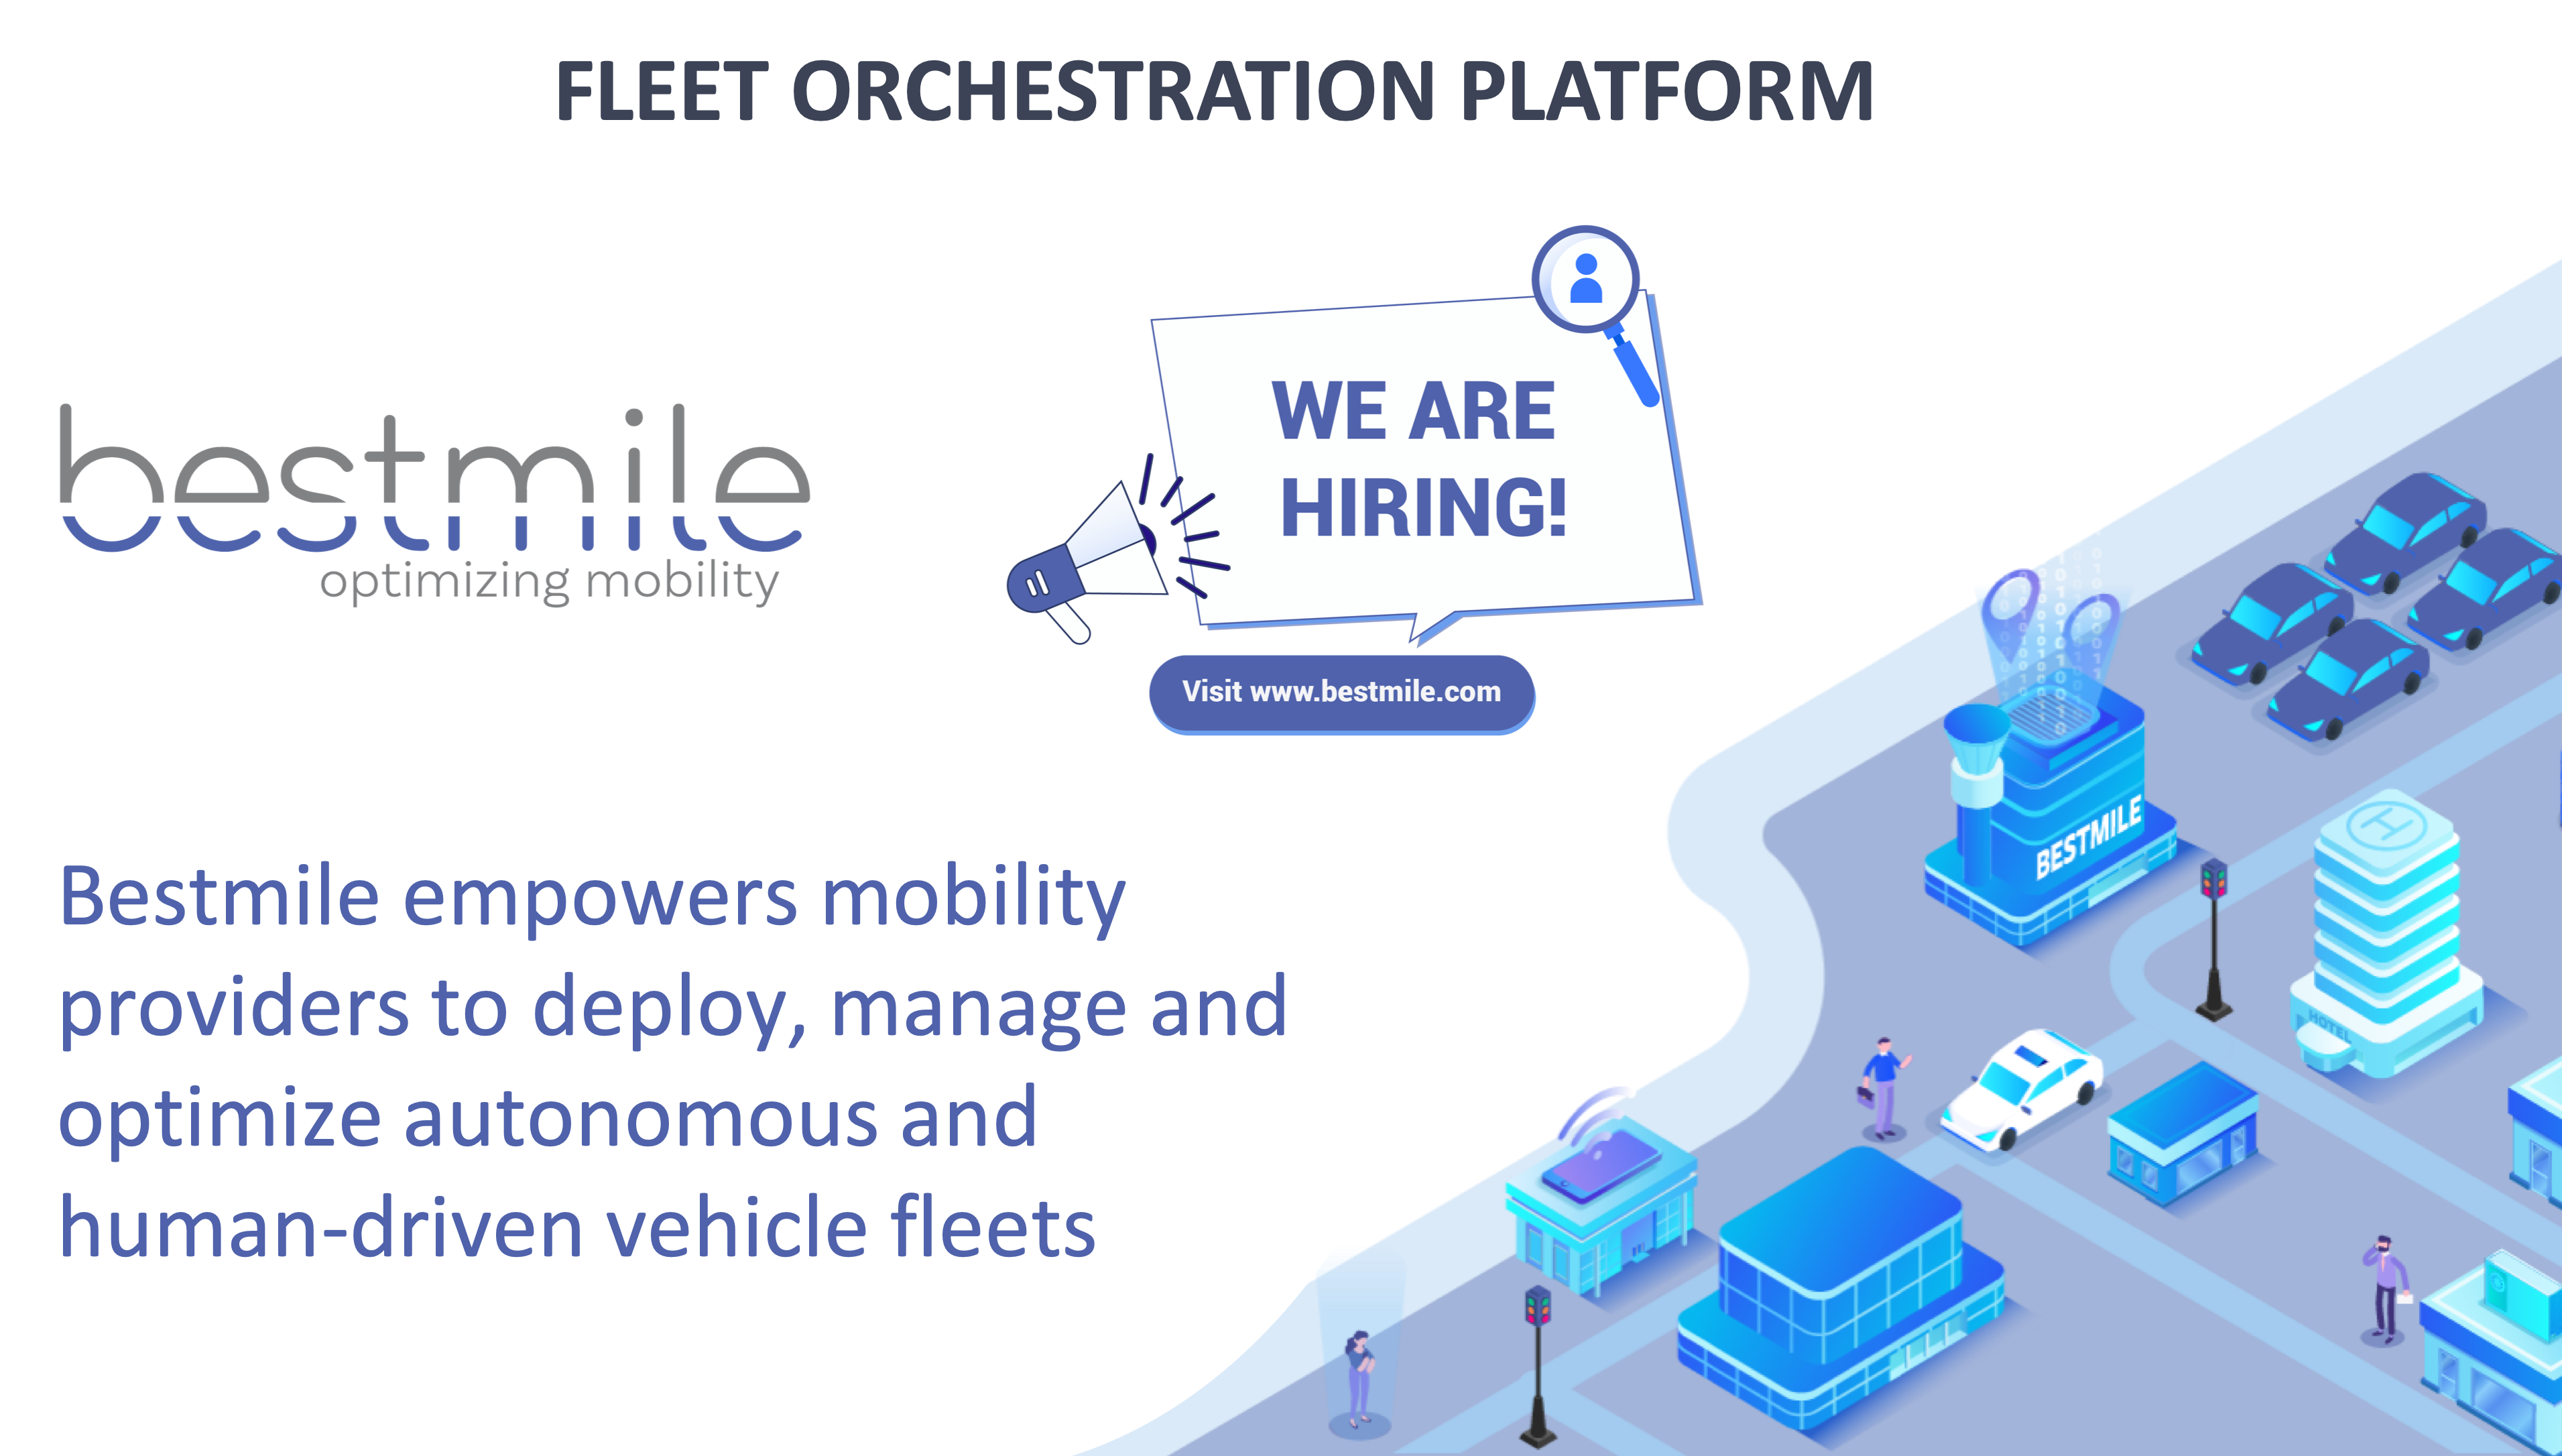 FLEET ORCHESTRATION PLATFORM
bestmile
optimizing mobility
WE ARE
HIRING!
Visit www.bestmile.com
Bestmile empowers mobility
providers to deploy, manage and
optimize autonomous and
human-driven vehicle fleets
BESTMILE
H
HOTEL